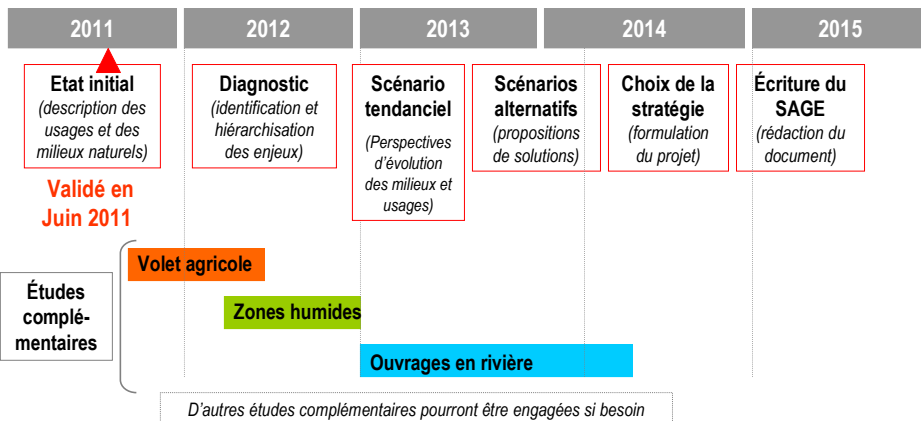 2011 2012 2013 2014 2015
Etat initial
(description des
usages et des
milieux naturels)
Diagnostic
(identification et
hiérarchisation
des enjeux)
Scénario
tendanciel
(Perspectives
d'évolution
des milieux et
usages)
Scénarios
alternatifs
(propositions
de solutions)
Choix de la
stratégie
(formulation
du projet)
Écriture du
SAGE
(rédaction du
document)
Validé en
Juin 2011
Études
complé-
mentaires
Volet agricole
Zones humides
Ouvrages en rivière
D'autres études complémentaires pourront être engagées si besoin